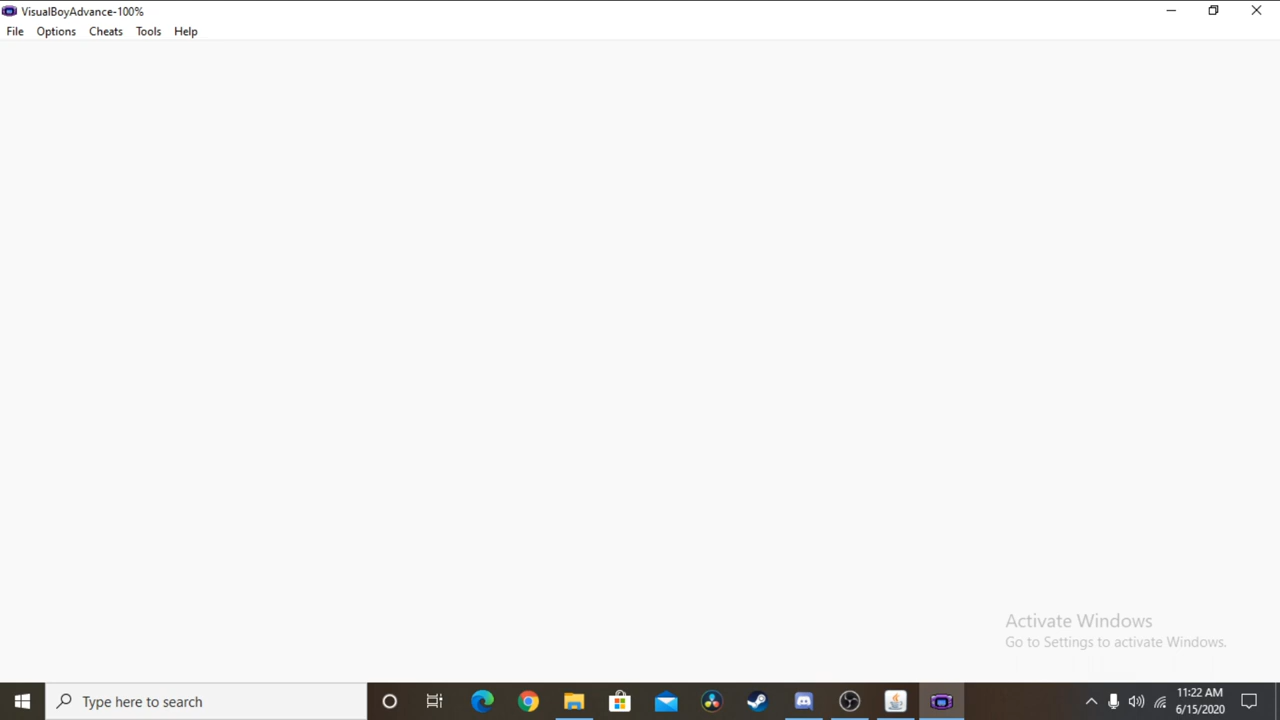 VisualBoyAdvance-100%
File Options Cheats Tools Help
Activate Windows
Go to Settings to activate Windows.
Type here to search
11:22 AM
6/15/2020